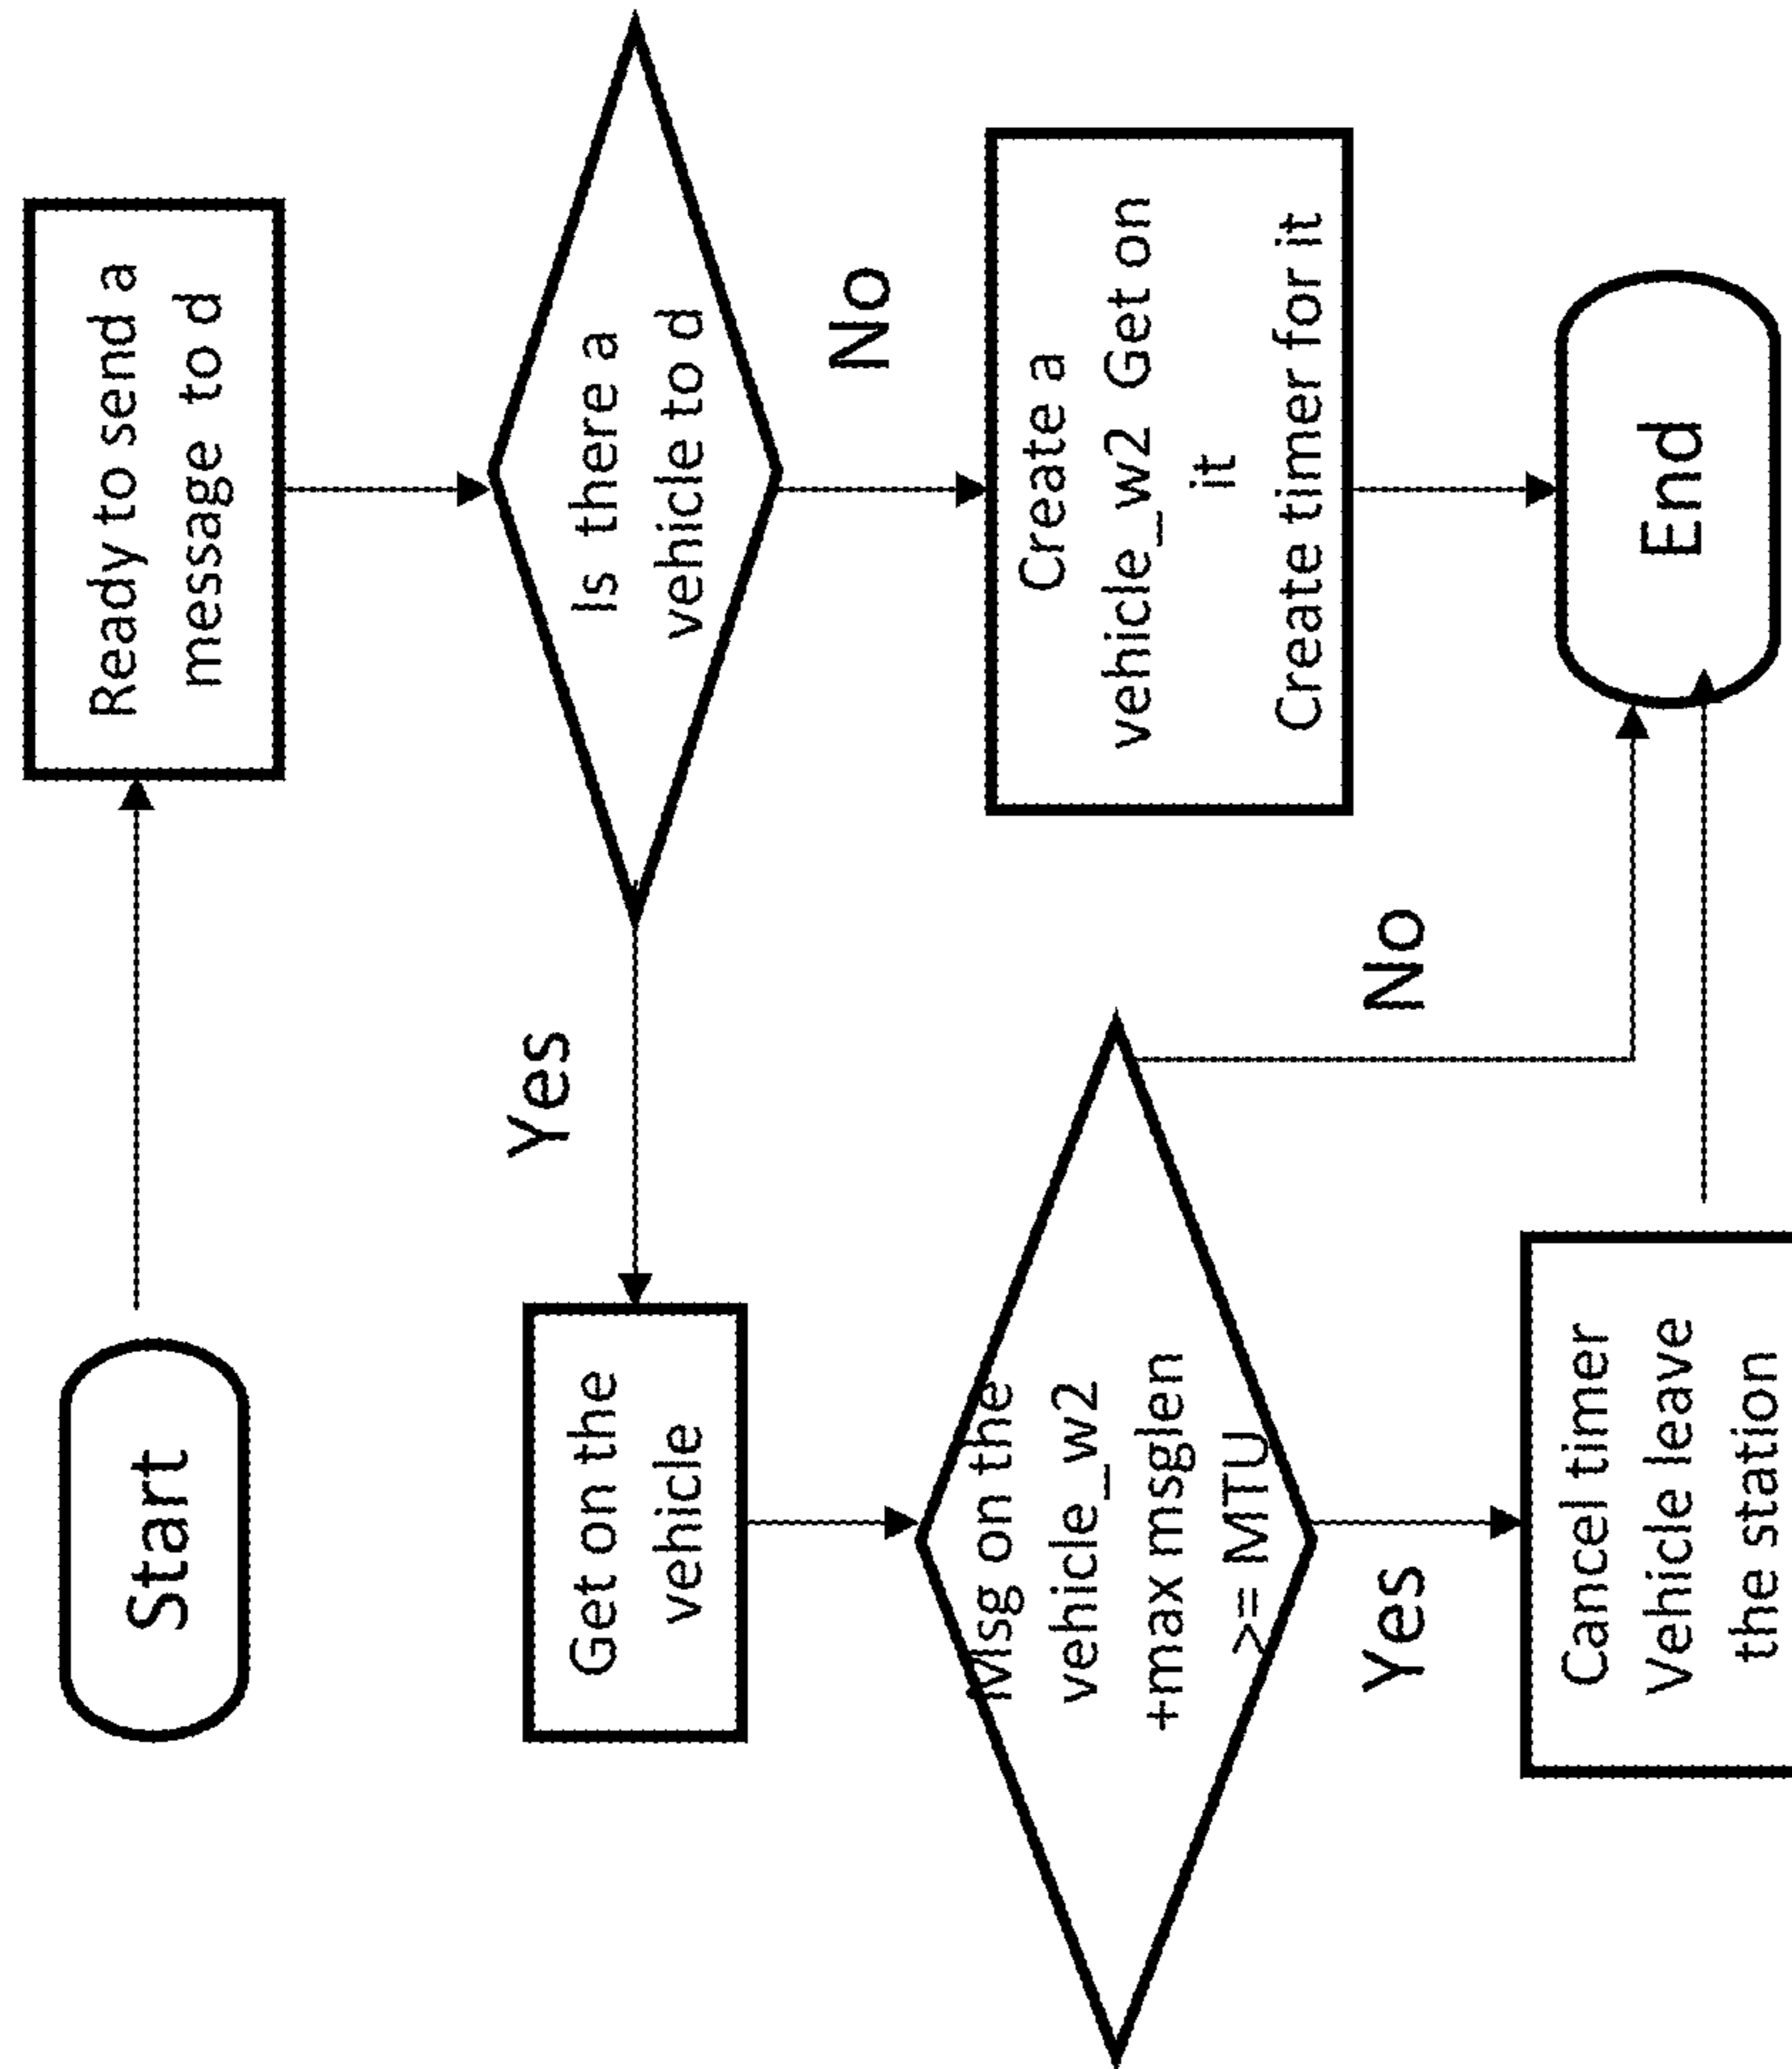 Start
Ready to send a
message to d
Is there a
vehicle to d
Yes
No
Get on the
vehicle
Create a
vehicle_w2 Get on
it
Create timer for it
Msg on the
vehicle_w2
+max msglen
>= MTU
No
Yes
Cancel timer
Vehicle leave
the station
End